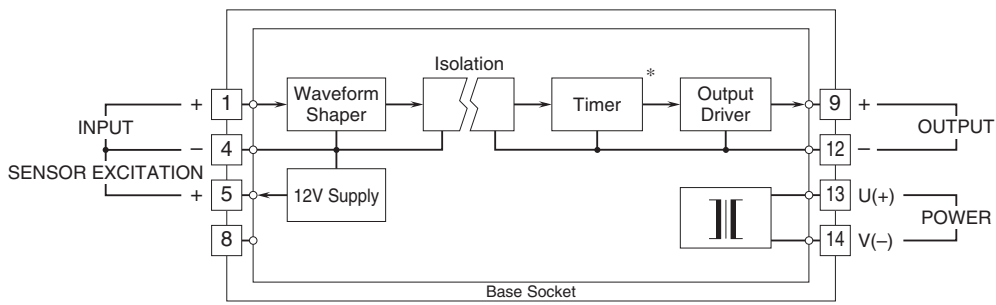 Isolation
*
Waveform
Shaper
Timer
Output
Driver
+ 1
9 +
INPUT
OUTPUT
– 4
12 –
SENSOR EXCITATION
+ 5
12V Supply
13 U(+)
POWER
8
14 V(–)
Base Socket